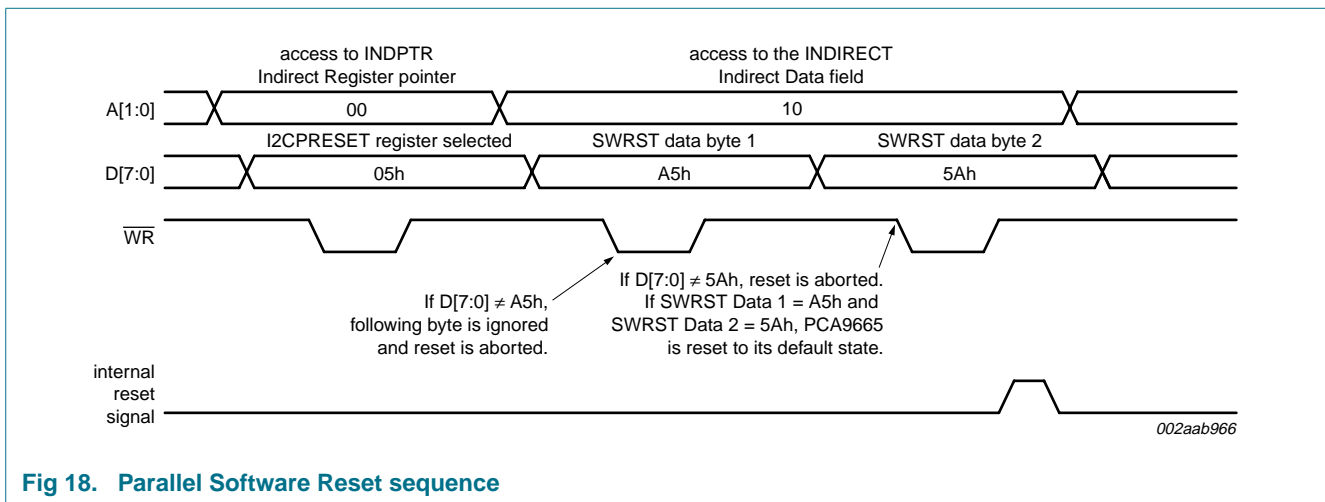 access to INDPTR
Indirect Register pointer
access to the INDIRECT
Indirect Data field
A[1:0]
00
10
I2CPRESET register selected
SWRST data byte 1
SWRST data byte 2
D[7:0]
05h
A5h
5Ah
WR
If D[7:0] ≠ A5h,
following byte is ignored
and reset is aborted.
If D[7:0] ≠ 5Ah, reset is aborted.
If SWRST Data 1 = A5h and
SWRST Data 2 = 5Ah, PCA9665
is reset to its default state.
internal
reset
signal
002aab966
Fig 18. Parallel Software Reset sequence